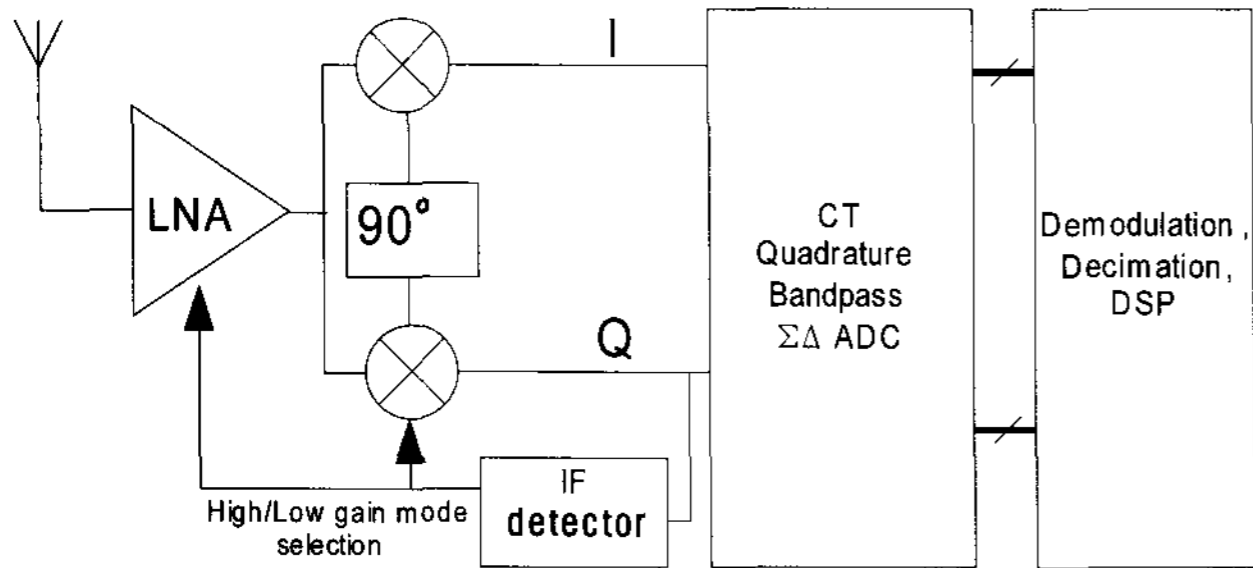 I
LNA
90°
Q
CT
Quadrature
Bandpass
ΣΔ ADC
Demodulation,
Decimation,
DSP
High/Low gain mode
selection
IF
detector